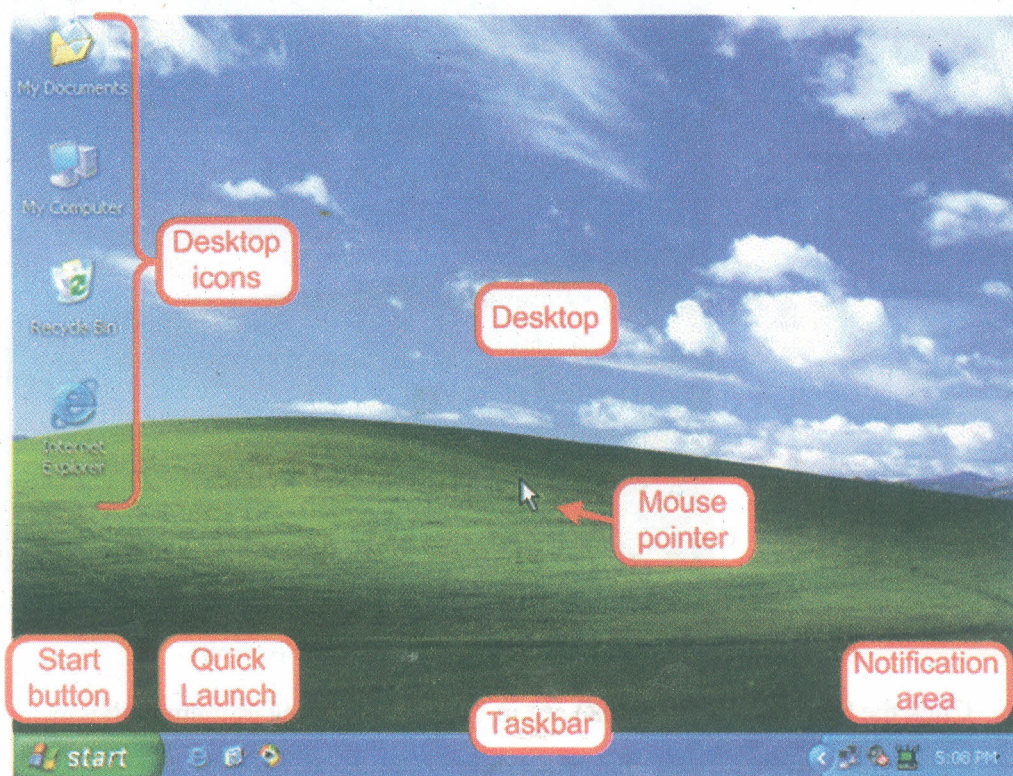 My Documents
My Computer
Recycle Bin
Internet
Explorer
Desktop
icons
Desktop
Mouse
pointer
Start
button
Quick
Launch
Taskbar
Notification
area
start
5:08 PM